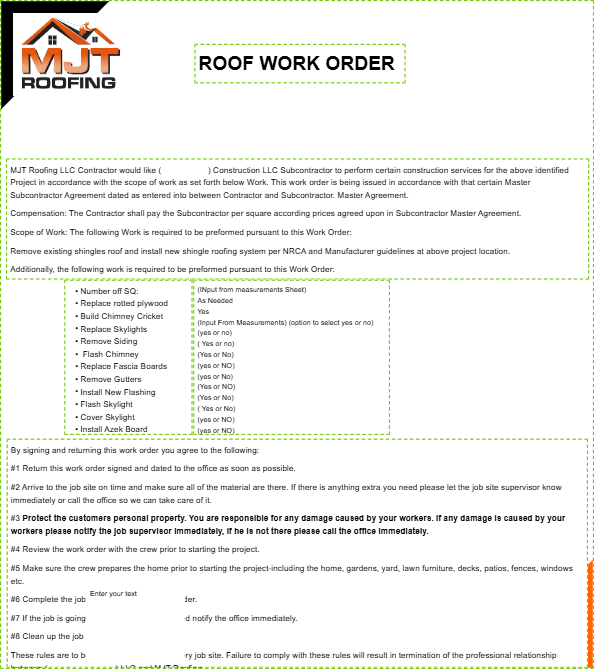 MJT
ROOFING
ROOF WORK ORDER
MJT Roofing LLC Contractor would like ( ) Construction LLC Subcontractor to perform certain construction services for the above identified
Project in accordance with the scope of work as set forth below Work. This work order is being issued in accordance with that certain Master
Subcontractor Agreement dated as entered into between Contractor and Subcontractor. Master Agreement.
Compensation: The Contractor shall pay the Subcontractor per square according prices agreed upon in Subcontractor Master Agreement.
Scope of Work: The following Work is required to be preformed pursuant to this Work Order:
Remove existing shingles roof and install new shingle roofing system per NRCA and Manufacturer guidelines at above project location.
Additionally, the following work is required to be preformed pursuant to this Work Order:
• Number off SQ:
• Replace rotted plywood
• Build Chimney Cricket
• Replace Skylights
• Remove Siding
• Flash Chimney
• Replace Fascia Boards
• Remove Gutters
• Install New Flashing
• Flash Skylight
• Cover Skylight
• Install Azek Board
(INput from measurements Sheet)
As Needed
Yes
(Input From Measurements) (option to select yes or no)
(yes or no)
( Yes or no)
(Yes or No)
(yes or NO)
(yes or No)
(Yes or NO)
(Yes or No)
( Yes or No)
(yes or NO)
(yes or NO)
By signing and returning this work order you agree to the following:
#1 Return this work order signed and dated to the office as soon as possible.
#2 Arrive to the job site on time and make sure all of the material are there. If there is anything extra you need please let the job site supervisor know
immediately or call the office so we can take care of it.
#3 Protect the customers personal property. You are responsible for any damage caused by your workers. If any damage is caused by your
workers please notify the job supervisor immediately, if he is not there please call the office immediately.
#4 Review the work order with the crew prior to starting the project.
#5 Make sure the crew prepares the home prior to starting the project-including the home, gardens, yard, lawn furniture, decks, patios, fences, windows
etc.
Enter your text
#6 Complete the job der.
#7 If the job is going d notify the office immediately.
#8 Clean up the job
These rules are to b ry job site. Failure to comply with these rules will result in termination of the professional relationship